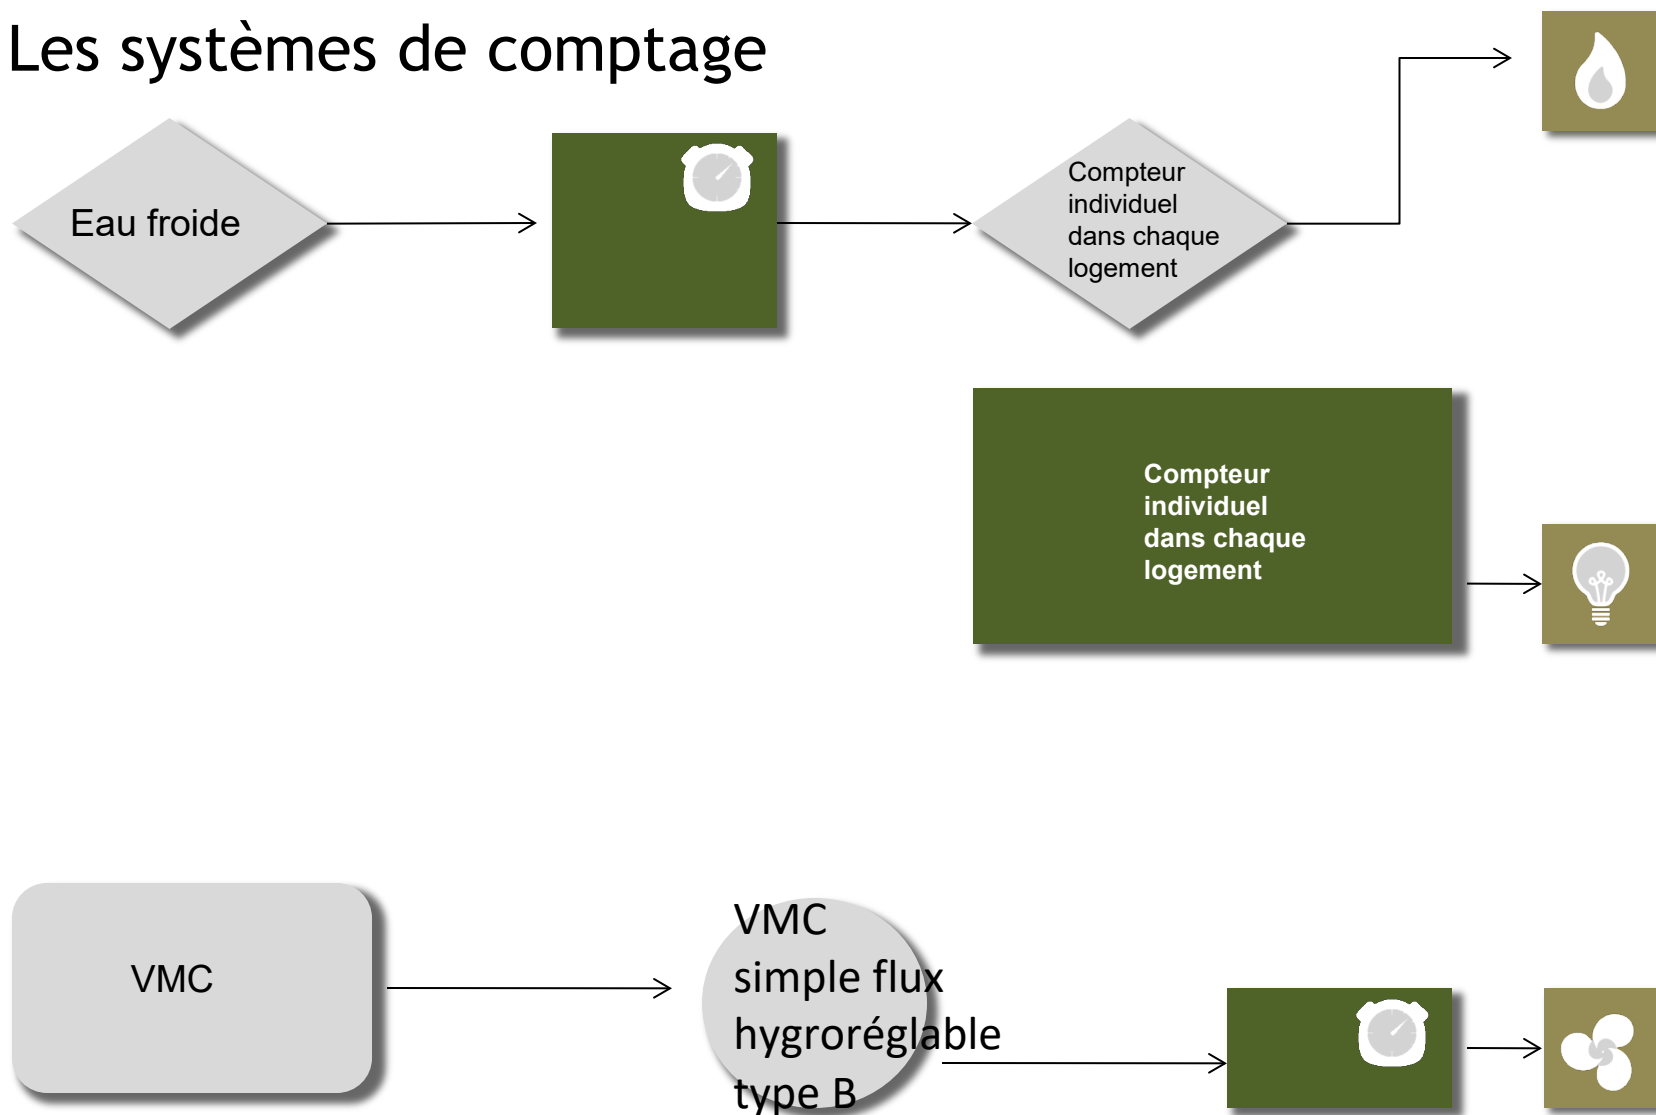 Les systèmes de comptage
Eau froide
Compteur
individuel
dans chaque
logement
Compteur
individuel
dans chaque
logement
VMC
VMC
simple flux
hygroréglable
type B